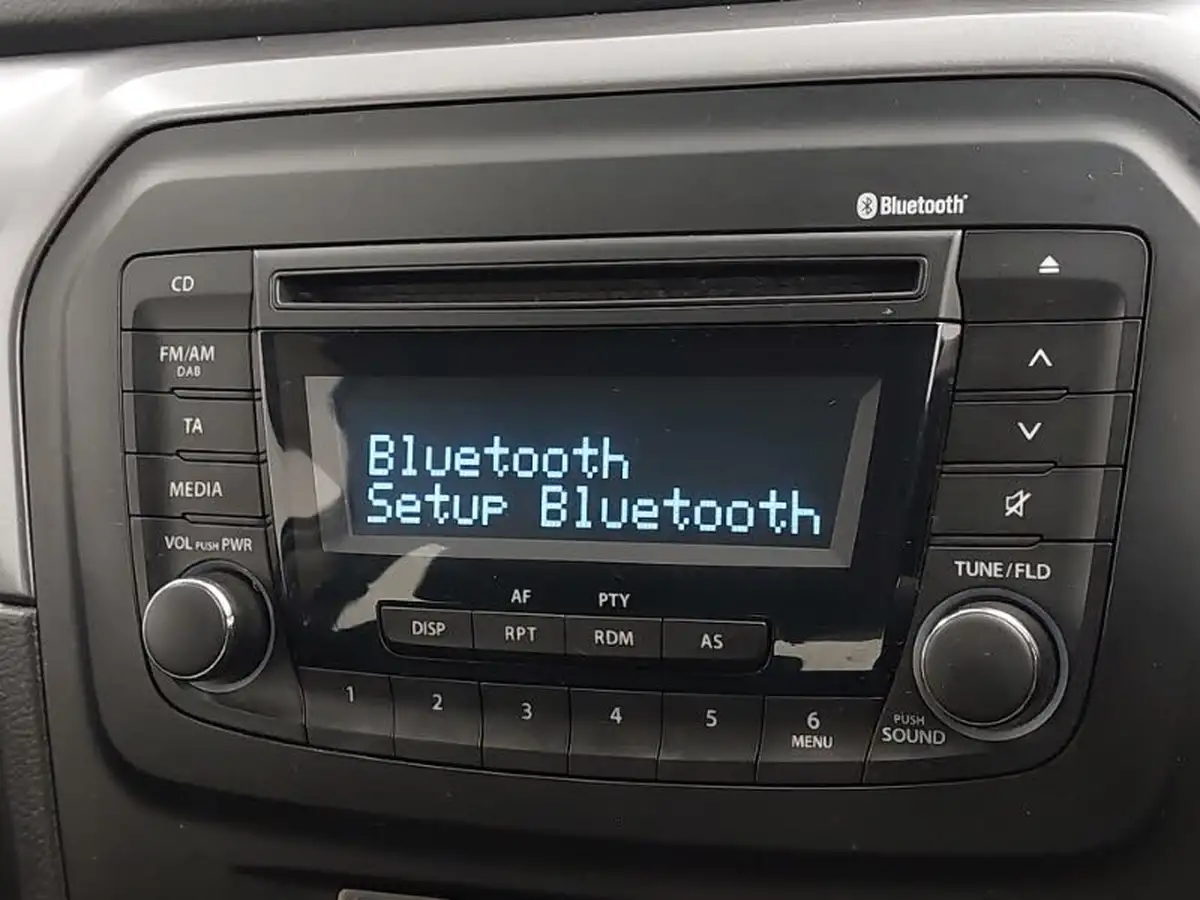 Bluetooth
CD
FM/AM
DAB
TA
MEDIA
VOL PUSH PWR
Bluetooth
Setup Bluetooth
AF PTY
DISP RPT RDM AS
1 2 3 4 5 6
MENU
TUNE/FLD
PUSH
SOUND